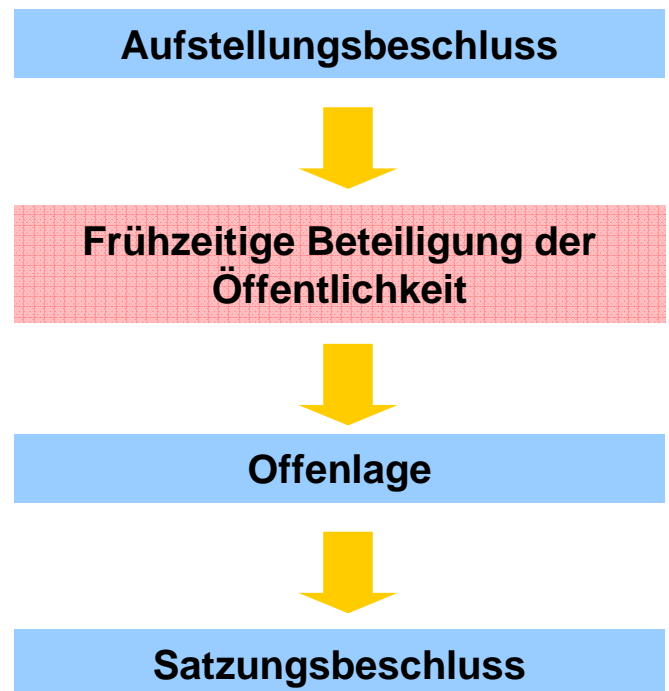 Aufstellungsbeschluss
Frühzeitige Beteiligung der
Öffentlichkeit
Offenlage
Satzungsbeschluss